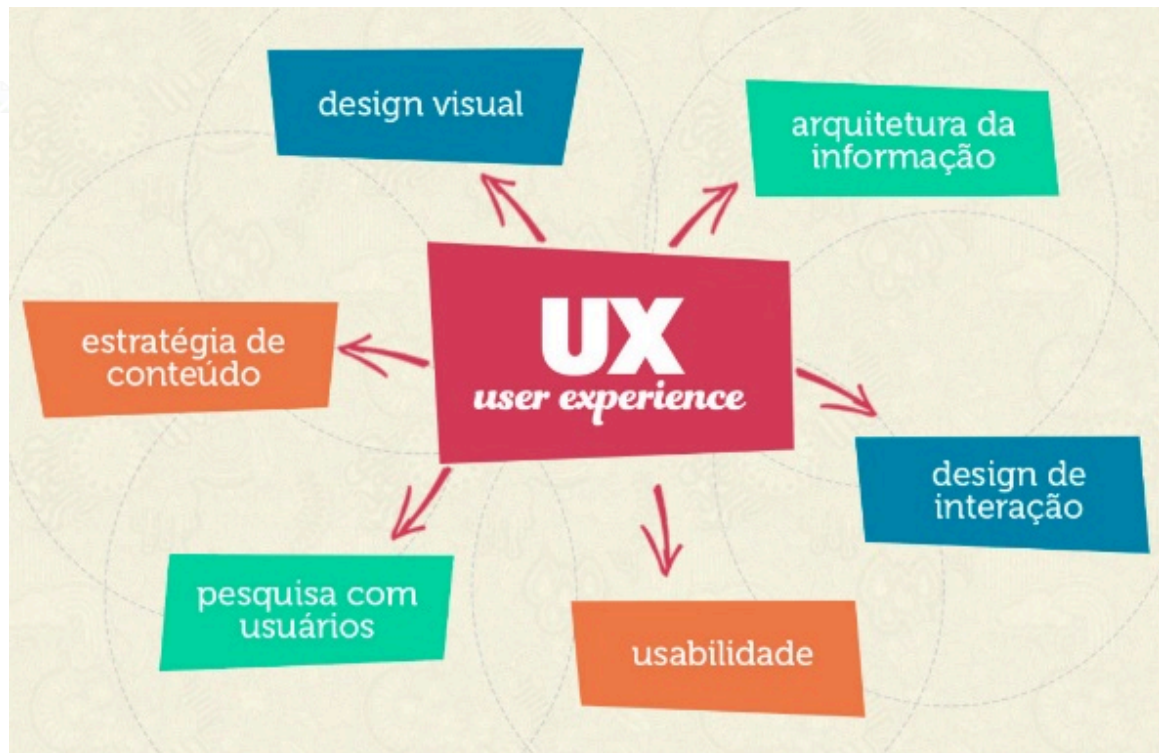 design visual
arquitetura da
informação
UX
user experience
estratégia de
conteúdo
design de
interação
pesquisa com
usuários
usabilidade